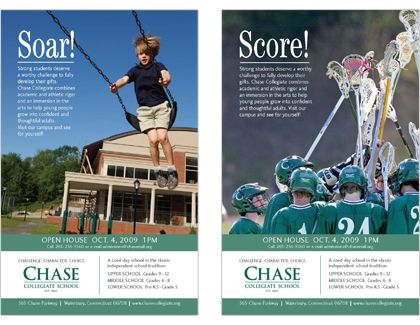 Soar!
Strong students deserve
a worthy challenge to fully
develop their gifts.
Chase Collegiate combines
academic and athletic rigor
and an immersion in
the arts to help
young people grow
grow into confident
and thoughtful adults.
Visit our campus and see
for yourself!
OPEN HOUSE OCT. 4, 2009 1PM
CHALLENGE. CHARACTER. CHOICE.
CHASE
COLLEGIATE SCHOOL
A coed day school in the classic
independent school tradition
UPPER SCHOOL Grades 9–12
MIDDLE SCHOOL Grades 6–8
LOWER SCHOOL Pre-K3–Grade 5
565 Chase Parkway | Waterbury, Connecticut 06708 | www.chasecollegiate.org
Score!
Strong students deserve
a worthy challenge to fully
develop their gifts.
Chase Collegiate combines
academic and athletic rigor
and an immersion in
the arts to help
young people grow into confident
and thoughtful adults. Visit our
campus and see for yourself!
1
24
OPEN HOUSE OCT. 4, 2009 1PM
CHALLENGE. CHARACTER. CHOICE.
CHASE
COLLEGIATE SCHOOL
A coed day school in the classic
independent school tradition
UPPER SCHOOL Grades 9–12
MIDDLE SCHOOL Grades 6–8
LOWER SCHOOL Pre-K3–Grade 5
565 Chase Parkway | Waterbury, Connecticut 06708 | www.chasecollegiate.org